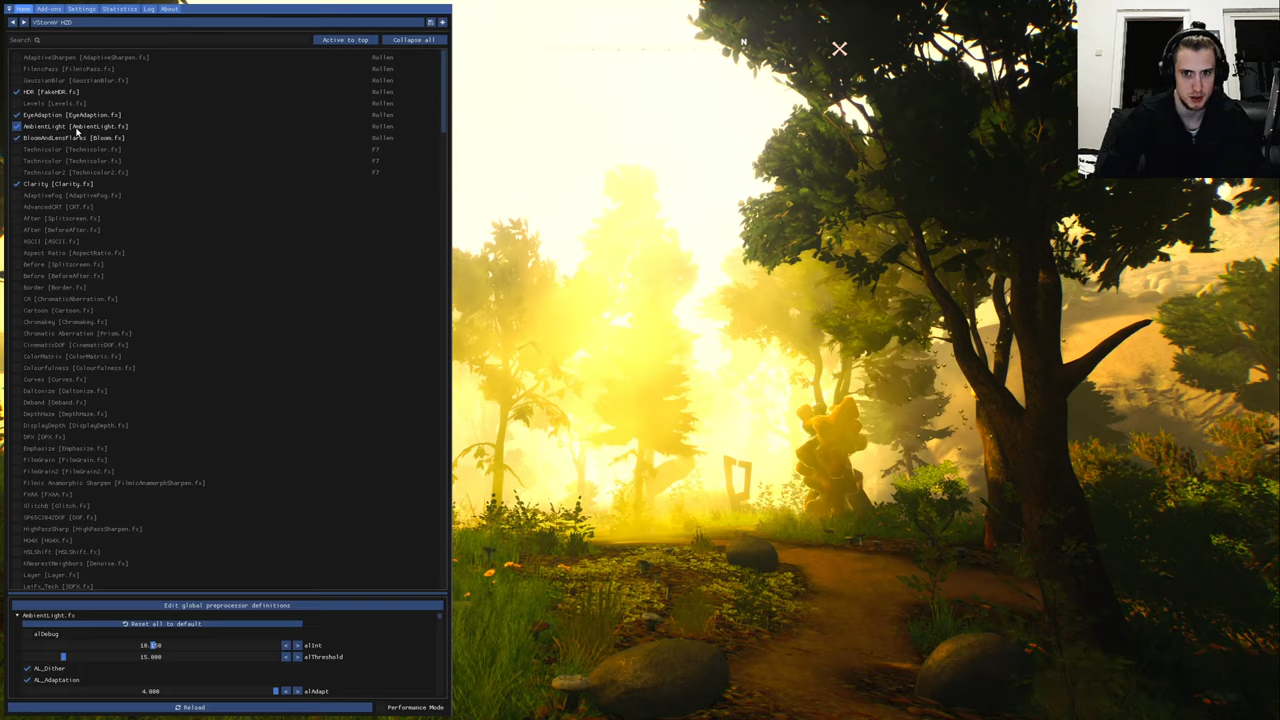 Home Add-ons Settings Statistics Log About
VStormV HZD
Search Active to top Collapse all
AdaptiveSharpen [AdaptiveSharpen.fx] Rollen
FilmicPass [FilmicPass.fx] Rollen
GaussianBlur [GaussianBlur.fx] Rollen
HDR [FakeHDR.fx] Rollen
Levels [Levels.fx] Rollen
EyeAdaption [EyeAdaption.fx] Rollen
AmbientLight [AmbientLight.fx] Rollen
BloomAndLensFlares [Bloom.fx] Rollen
Technicolor [Technicolor.fx] F7
Technicolor [Technicolor.fx] F7
Technicolor2 [Technicolor2.fx] F7
Clarity [Clarity.fx]
AdaptiveFog [AdaptiveFog.fx]
AdvancedCRT [CRT.fx]
After [Splitscreen.fx]
After [BeforeAfter.fx]
ASCII [ASCII.fx]
Aspect Ratio [AspectRatio.fx]
Before [Splitscreen.fx]
Before [BeforeAfter.fx]
Border [Border.fx]
CA [ChromaticAberration.fx]
Cartoon [Cartoon.fx]
Chromakey [Chromakey.fx]
Chromatic Aberration [Prism.fx]
CinematicDOF [CinematicDOF.fx]
ColorMatrix [ColorMatrix.fx]
Colourfulness [Colourfulness.fx]
Curves [Curves.fx]
Daltonize [Daltonize.fx]
Deband [Deband.fx]
DepthHaze [DepthHaze.fx]
DisplayDepth [DisplayDepth.fx]
DPX [DPX.fx]
Emphasize [Emphasize.fx]
FilmGrain [FilmGrain.fx]
FilmGrain2 [FilmGrain2.fx]
Filmic Anamorphic Sharpen [FilmicAnamorphSharpen.fx]
FXAA [FXAA.fx]
GlitchB [Glitch.fx]
GP65CJ042DOF [DOF.fx]
HighPassSharp [HighPassSharpen.fx]
HQ4X [HQ4X.fx]
HSLShift [HSLShift.fx]
KNearestNeighbors [Denoise.fx]
Layer [Layer.fx]
LeiFx_Tech [3DFX.fx]
Edit global preprocessor definitions
AmbientLight.fx
Reset all to default
alDebug
< > alInt
15.000 < > alThreshold
AL_Dither
AL_Adaptation
4.000 < > alAdapt
Reload Performance Mode
N